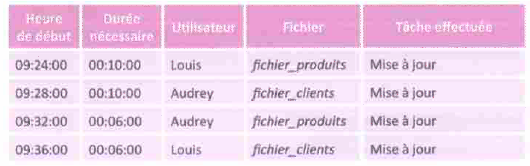 Heure de début Durée nécessaire Utilisateur Fichier Tâche effectuée
09:24:00 00:10:00 Louis fichier_produits Mise à jour
09:28:00 00:10:00 Audrey fichier_clients Mise à jour
09:32:00 00:06:00 Audrey fichier_produits Mise à jour
09:36:00 00:06:00 Louis fichier_clients Mise à jour